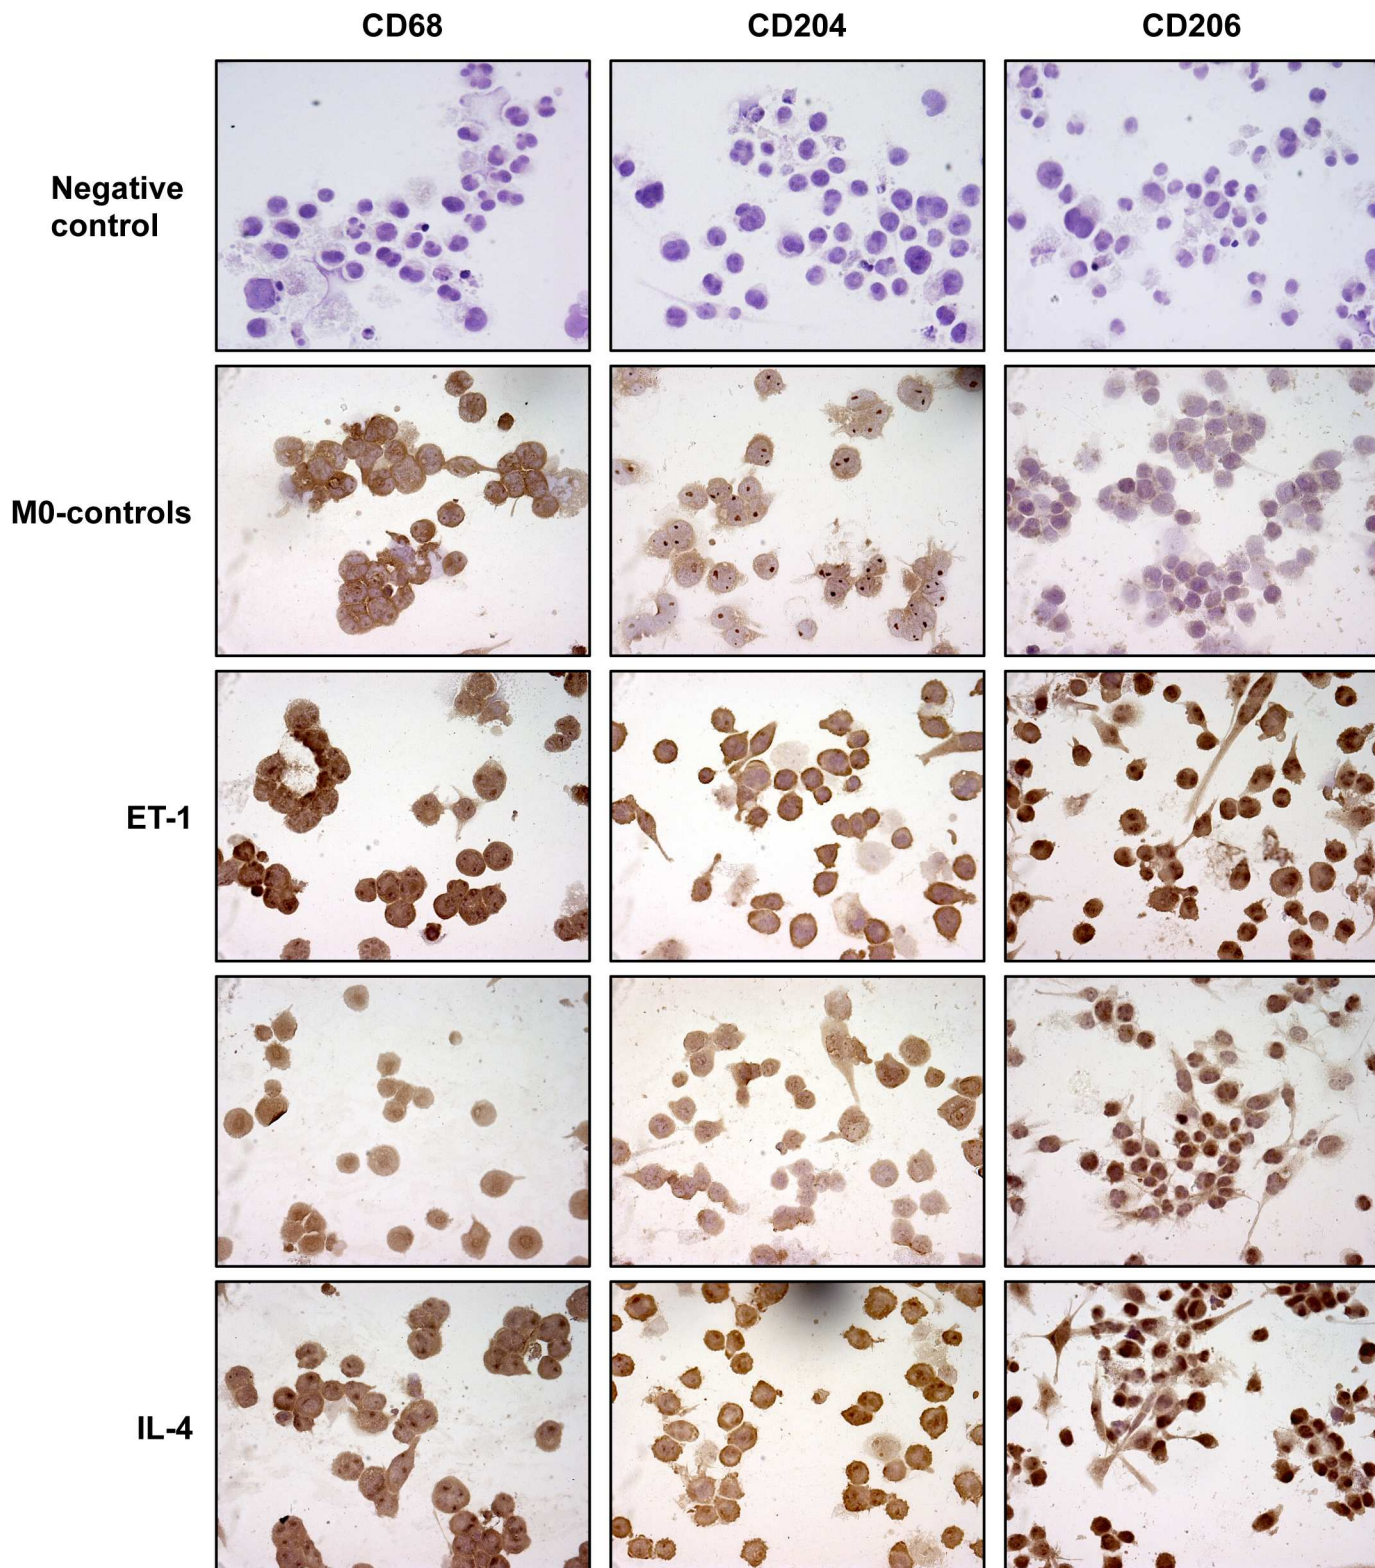 CD68 CD204 CD206
Negative
control
M0-controls
ET-1
IL-4